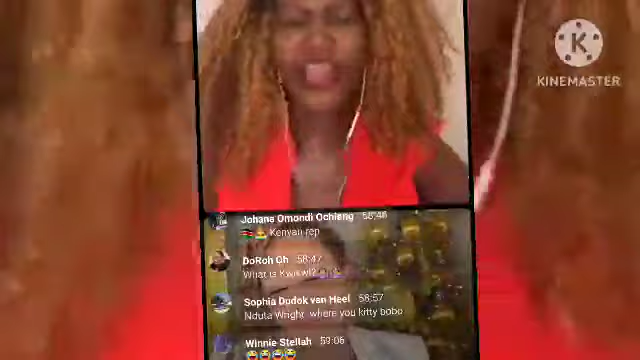 K
KINEMASTER
Johane Omondi Ochieng 58:46
🇰🇪 Kenyan rep
DoRoh Oh 58:47
What is Kwikwi?
Sophia Dudok van Heel 58:57
Nduta Wright, where you kitty bobo
Winnie Stellah 59:06
😂😂😂😂